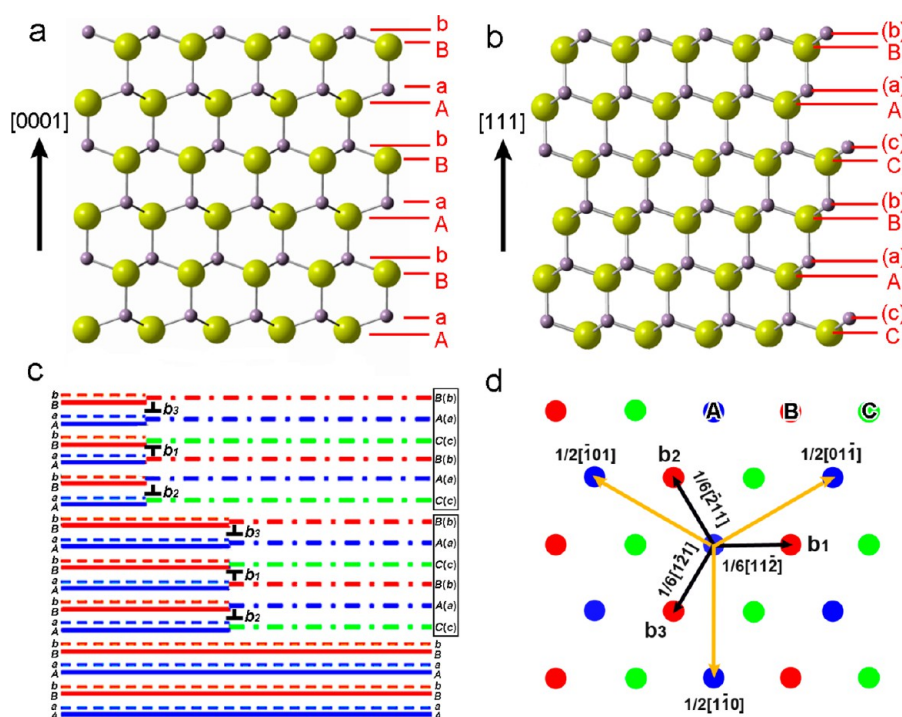 a
b
B
a
A
[0001]
b
B
a
A
b
B
a
A
b
(b)
B
(a)
A
[111]
(c)
C
(b)
B
(a)
A
(c)
C
c
b
B
b3
B(b)
a
A
A(a)
b
B
b1
C(c)
a
A
B(b)
b
B
b2
A(a)
a
A
C(c)
b
B
b3
B(b)
a
A
A(a)
b
B
b1
C(c)
a
A
B(b)
b
B
b2
A(a)
a
A
C(c)
b
B
b
B
a
A
a
A
b
B
b
B
a
A
a
A
d
A B C
1/2[1̄01]
b2
1/2[011̄]
1/6[2̄11]
b1
1/6[112̄]
1/6[12̄1]
b3
1/2[11̄0]